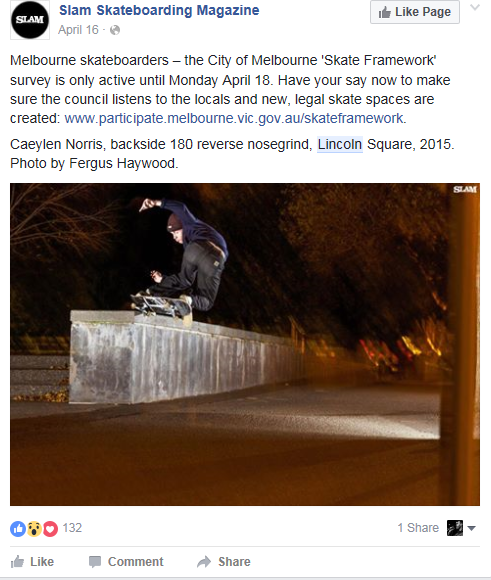 SLAM
Slam Skateboarding Magazine
Like Page
April 16 ·
Melbourne skateboarders – the City of Melbourne 'Skate Framework'
survey is only active until Monday April 18. Have your say now to make
sure the council listens to the locals and new, legal skate spaces are
created: www.participate.melbourne.vic.gov.au/skateframework.
Caeylen Norris, backside 180 reverse nosegrind, Lincoln Square, 2015.
Photo by Fergus Haywood.
SLAM
132
1 Share
Like Comment Share